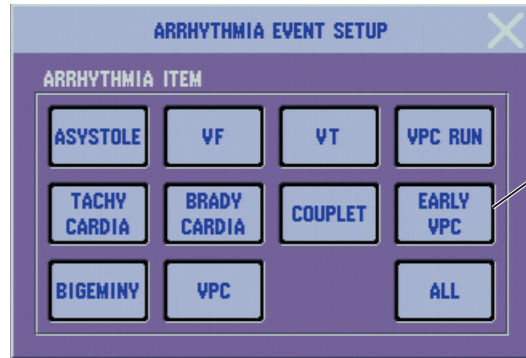 ARRHYTHMIA EVENT SETUP
ARRHYTHMIA ITEM
ASYSTOLE VF VT VPC RUN
TACHY CARDIA BRADY CARDIA COUPLET EARLY VPC
BIGEMINY VPC ALL